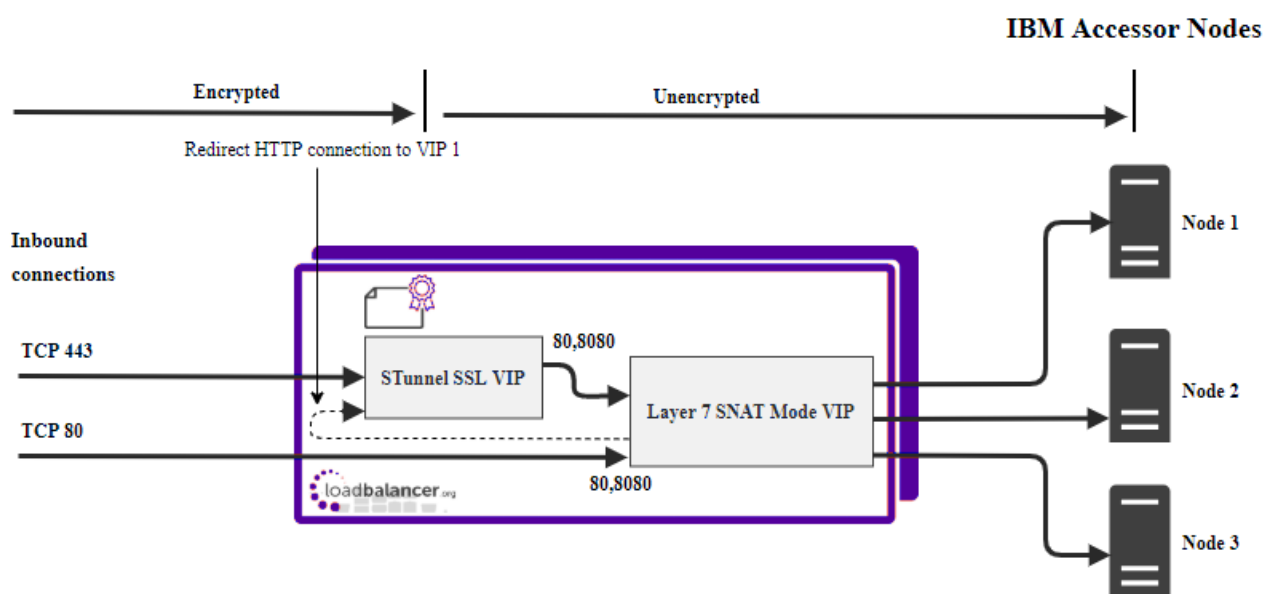 IBM Accessor Nodes
Encrypted
Unencrypted
Redirect HTTP connection to VIP 1
Node 1
Inbound
connections
80,8080
TCP 443
STunnel SSL VIP
Node 2
Layer 7 SNAT Mode VIP
TCP 80
80,8080
loadbalancer.org
Node 3